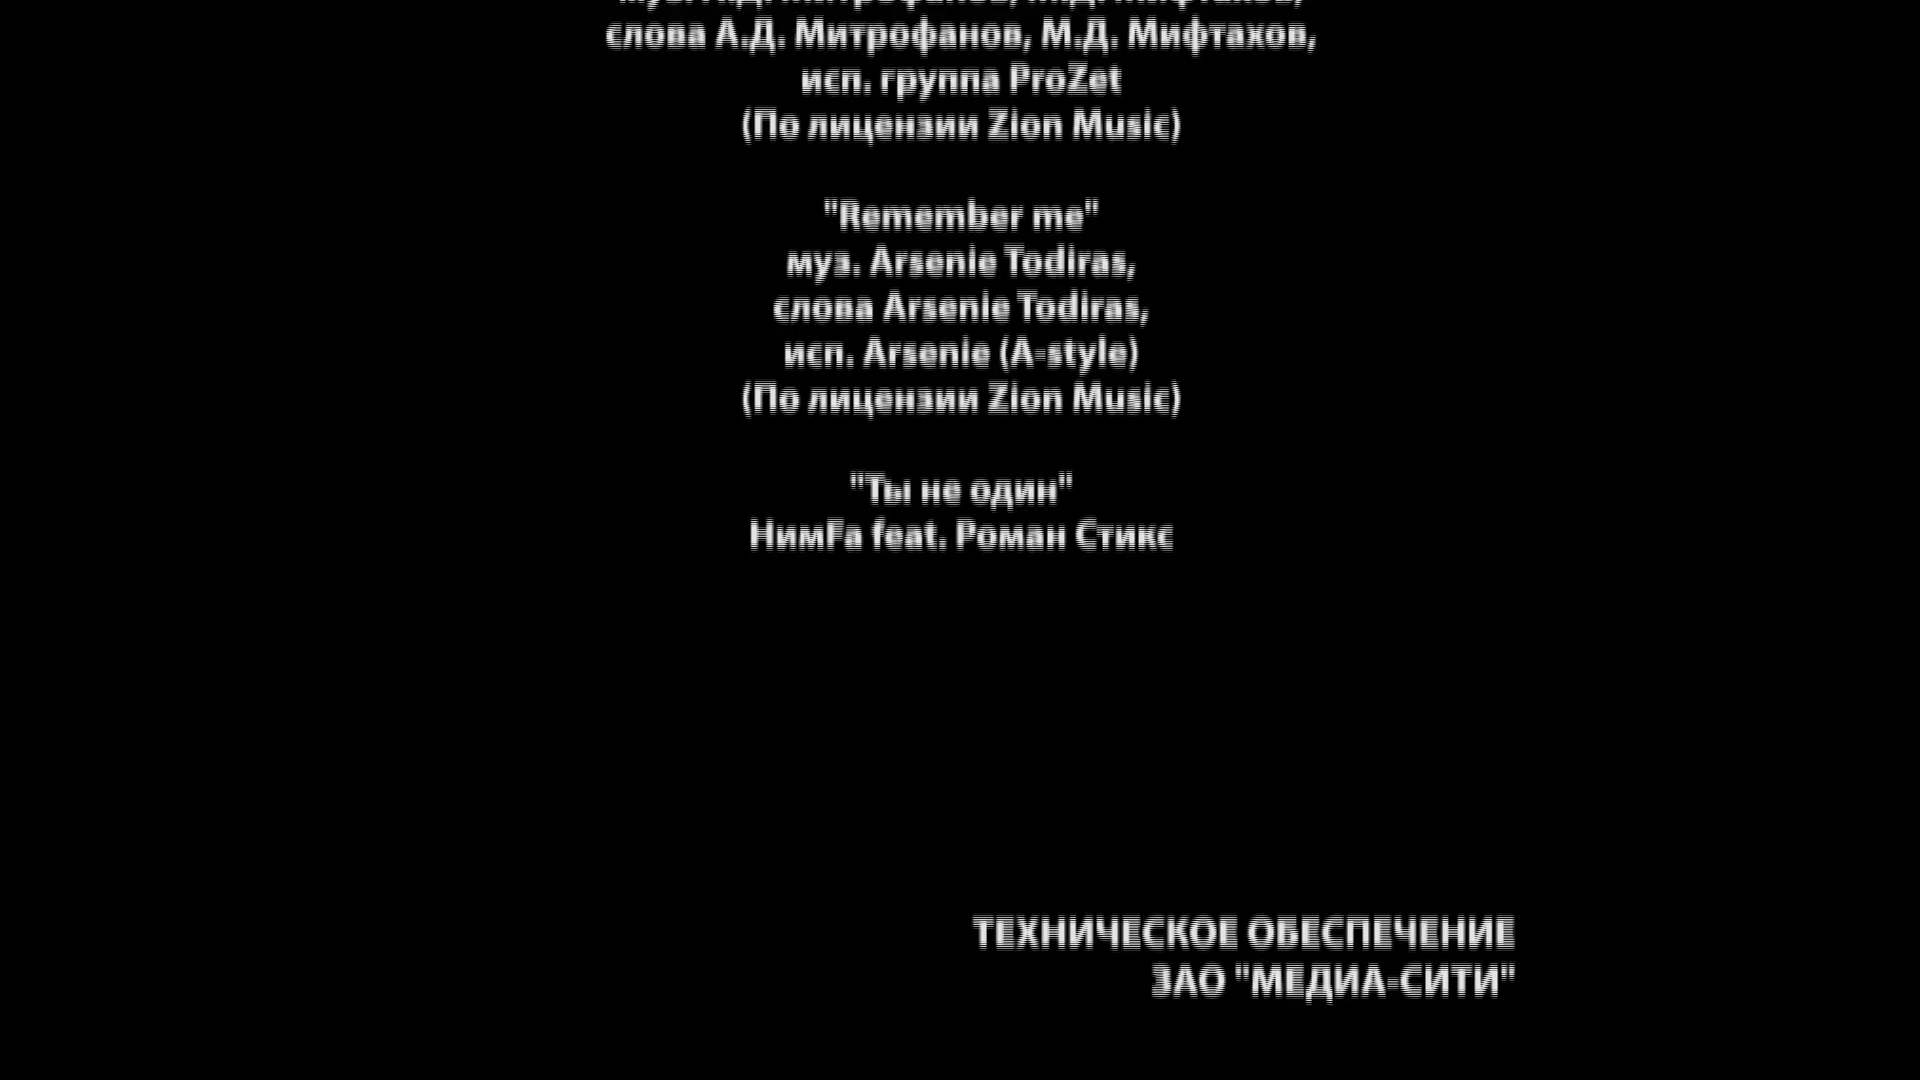 слова А.Д. Митрофанов, М.Д. Мифтахов,
исп. группа ProZet
(По лицензии Zion Music)
"Remember me"
муз. Arsenie Todiras,
слова Arsenie Todiras,
исп. Arsenie (A-style)
(По лицензии Zion Music)
"Ты не один"
НимFa feat. Роман Стикс
ТЕХНИЧЕСКОЕ ОБЕСПЕЧЕНИЕ
ЗАО "МЕДИА-СИТИ"